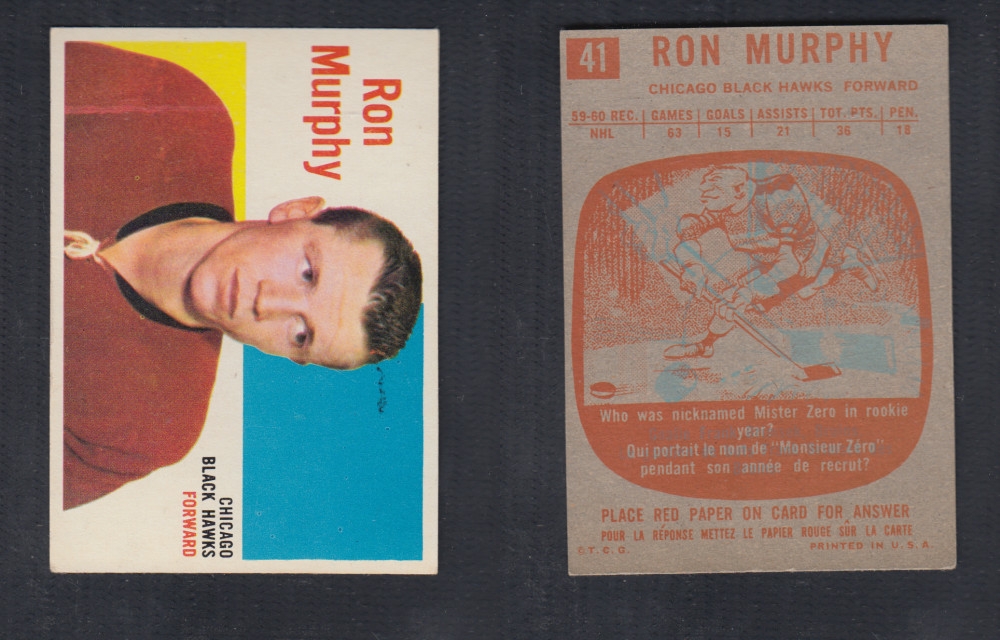 Ron
Murphy
CHICAGO
BLACK HAWKS
FORWARD
41
RON MURPHY
CHICAGO BLACK HAWKS FORWARD
59-60 REC. GAMES GOALS ASSISTS TOT. PTS. PEN.
NHL 63 15 21 36 18
Who was nicknamed Mister Zero in rookie
year?
Qui portait le nom de "Monsieur Zéro"
pendant son année de recrut?
PLACE RED PAPER ON CARD FOR ANSWER
POUR LA RÉPONSE METTEZ LE PAPIER ROUGE SÛR LA CARTE
©T.C.G. PRINTED IN U.S.A.